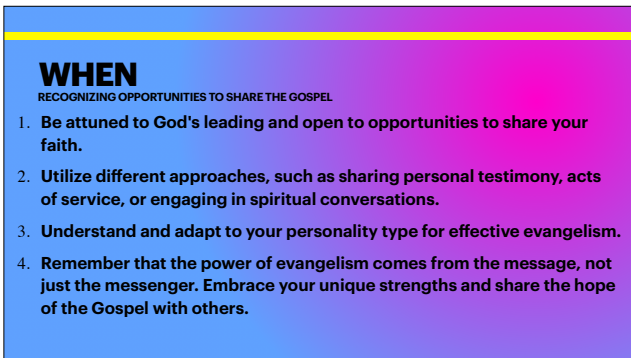 WHEN
RECOGNIZING OPPORTUNITIES TO SHARE THE GOSPEL
1. Be attuned to God's leading and open to opportunities to share your
faith.
2. Utilize different approaches, such as sharing personal testimony, acts
of service, or engaging in spiritual conversations.
3. Understand and adapt to your personality type for effective evangelism.
4. Remember that the power of evangelism comes from the message, not
just the messenger. Embrace your unique strengths and share the hope
of the Gospel with others.